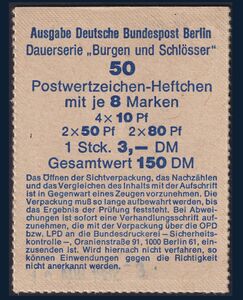 Ausgabe Deutsche Bundespost Berlin
Dauerserie „Burgen und Schlösser"
50
Postwertzeichen-Heftchen
mit je 8 Marken
4 × 10 Pf
2 × 50 Pf 2 × 80 Pf
1 Stck. 3,– DM
Gesamtwert 150 DM
Das Öffnen der Sichtverpackung, das Nachzählen
und das Vergleichen des Inhalts mit der Aufschrift
ist in Gegenwart eines Zeugen vorzunehmen. Die
Verpackung muß so lange aufbewahrt werden, bis
das Ergebnis der Prüfung feststeht. Bei Abwei-
chungen ist sofort eine Verhandlungsschrift auf-
zunehmen, die mit der Verpackung über die OPD
bzw. LPD an die Bundesdruckerei – Sicherheits-
kontrolle –, Oranienstraße 91, 1000 Berlin 61, ein-
zusenden ist. Wird hiernach nicht verfahren, so
können Einwendungen gegen die Richtigkeit
nicht anerkannt werden.